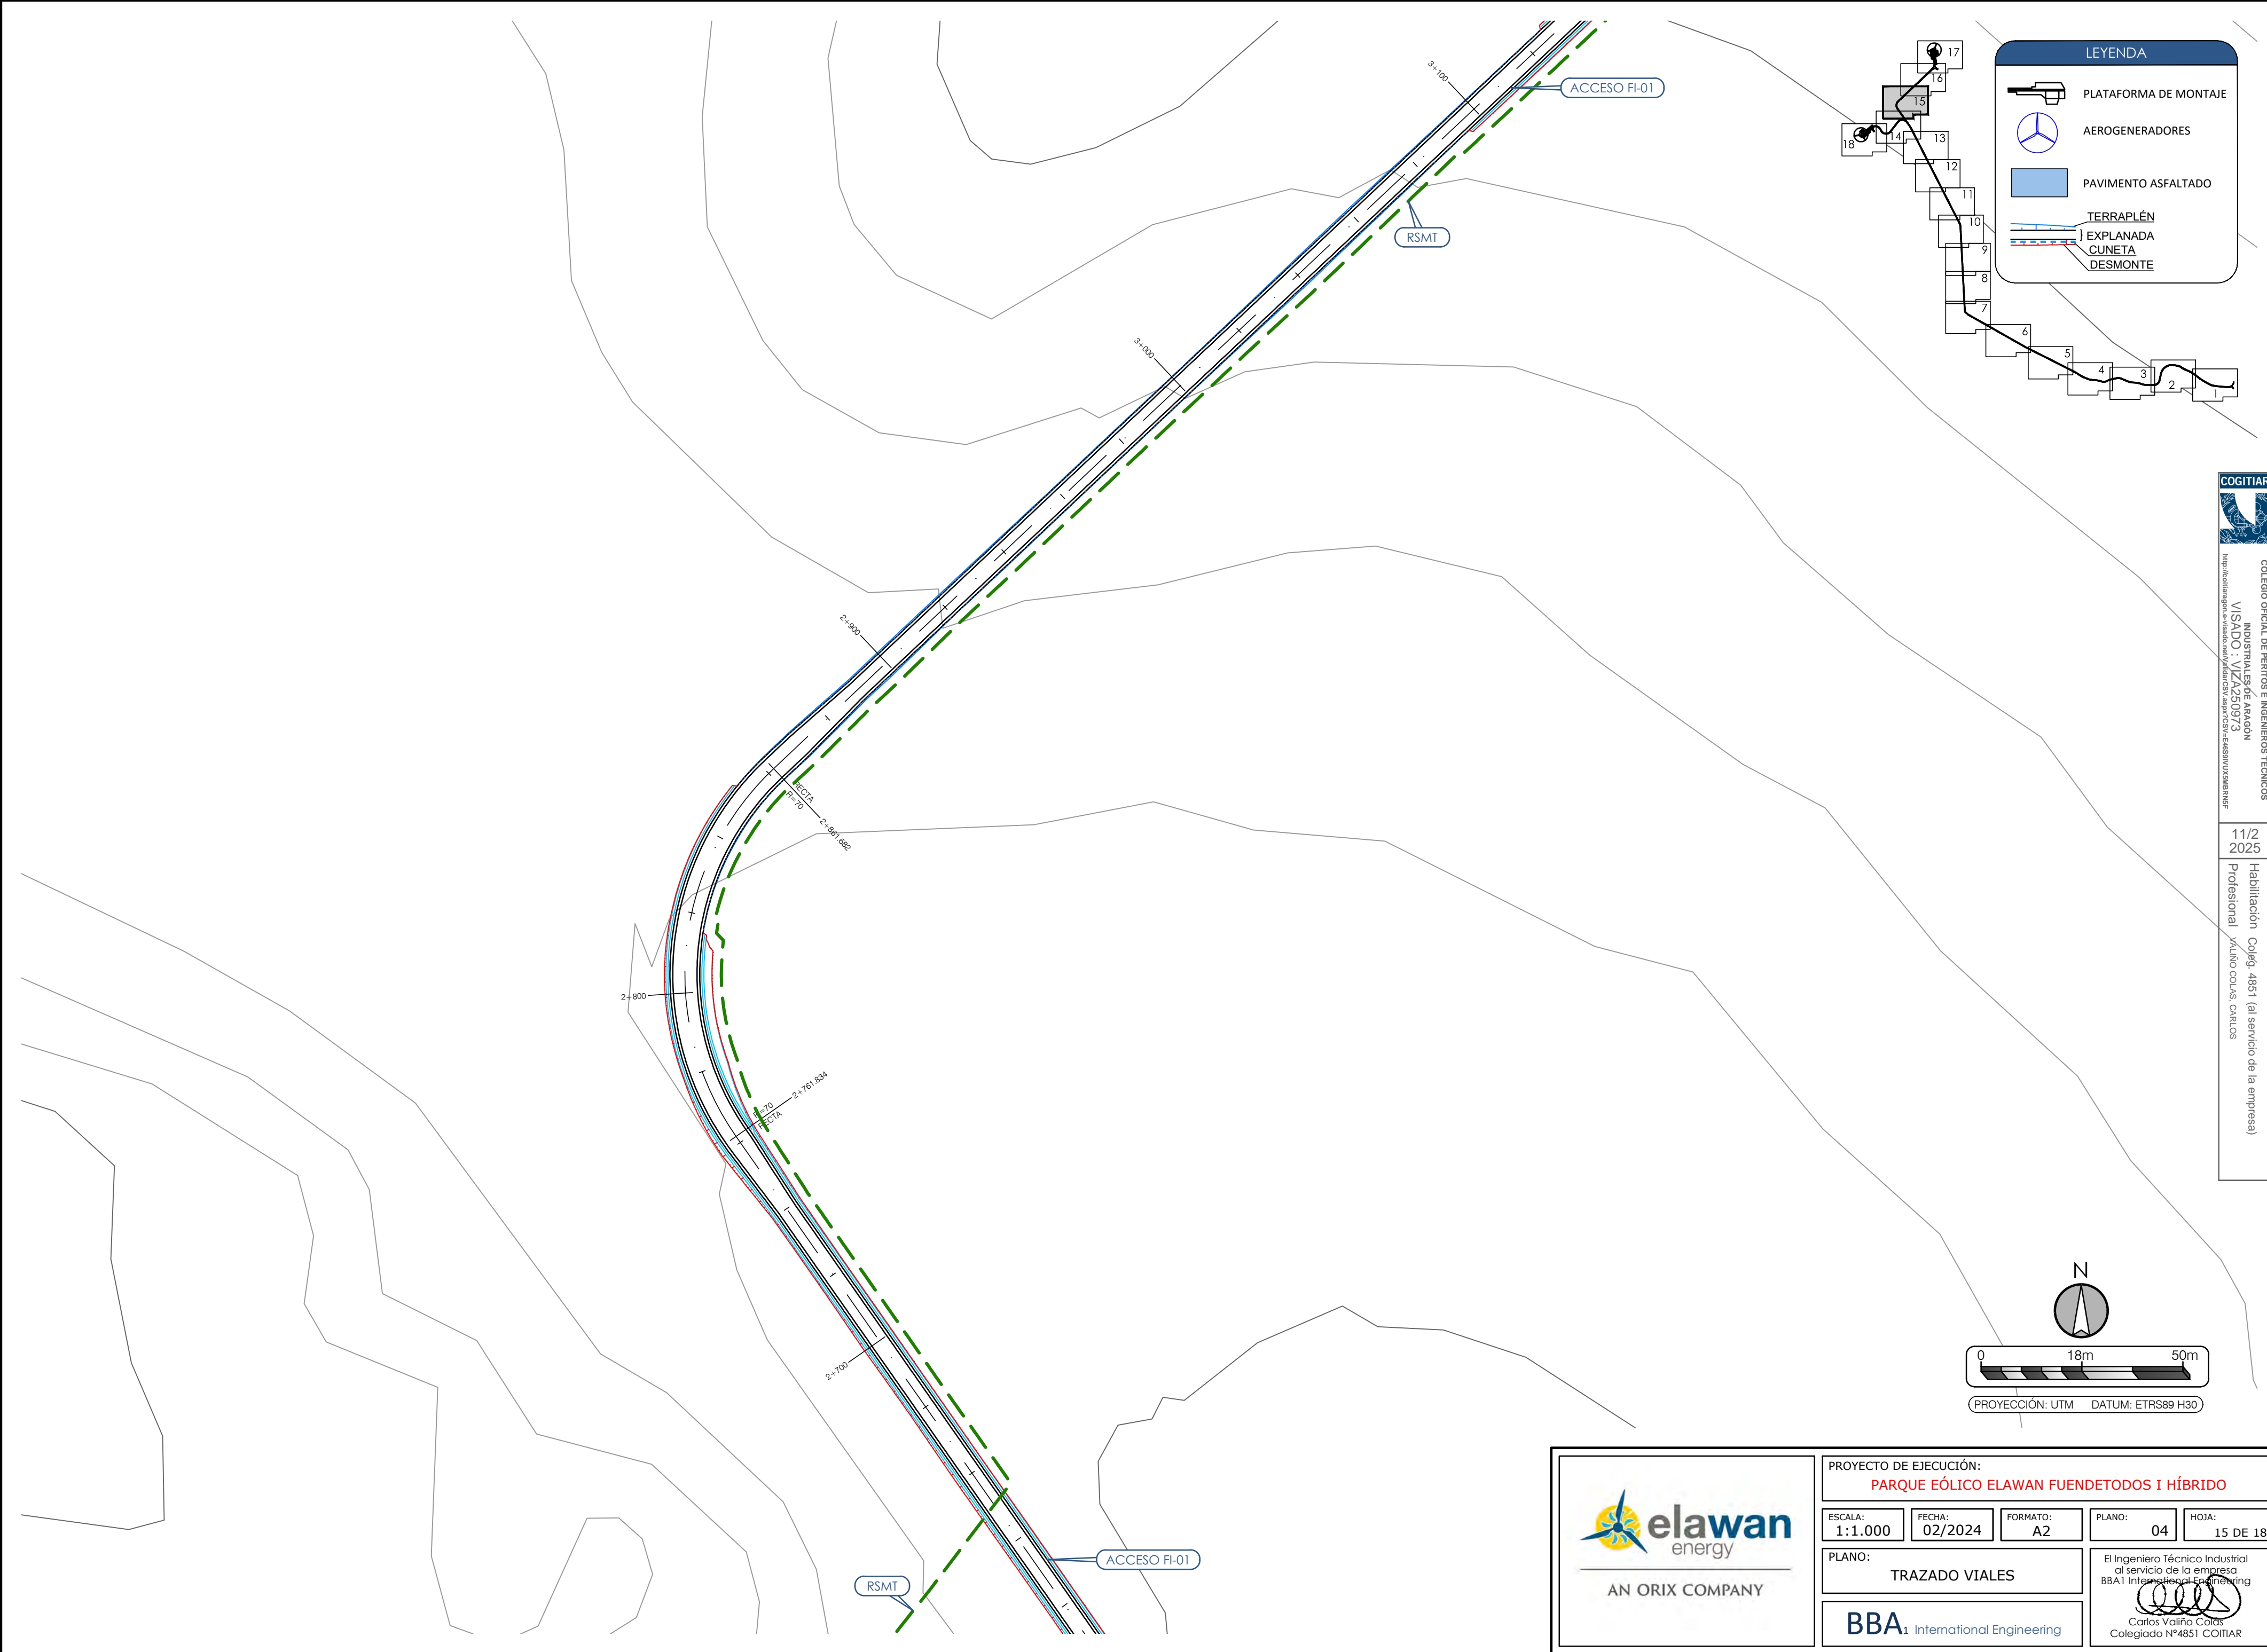 3+100
ACCESO FI-01
RSMT
3+000
2+900
RECTA
R=70
2+861.682
2+800
2+761.834
R=70
RECTA
2+700
ACCESO FI-01
RSMT
17
16
15
14
18
13
12
11
10
9
8
7
6
5
4
3
2
1
LEYENDA
PLATAFORMA DE MONTAJE
AEROGENERADORES
PAVIMENTO ASFALTADO
TERRAPLÉN
EXPLANADA
CUNETA
DESMONTE
COGITIAR
COLEGIO OFICIAL DE PERITOS E INGENIEROS TÉCNICOS
INDUSTRIALES DE ARAGÓN
VISADO : VIZA250973
11/2
2025
Habilitación Coleg. 4851 (al servicio de la empresa)
Profesional VALIÑO COLAS, CARLOS
N
0 18m 50m
PROYECCIÓN: UTM DATUM: ETRS89 H30
elawan
energy
AN ORIX COMPANY
PROYECTO DE EJECUCIÓN:
PARQUE EÓLICO ELAWAN FUENDETODOS I HÍBRIDO
ESCALA:
1:1.000
FECHA:
02/2024
FORMATO:
A2
PLANO:
04
HOJA:
15 DE 18
PLANO:
TRAZADO VIALES
BBA1 International Engineering
El Ingeniero Técnico Industrial
al servicio de la empresa
BBA1 International Engineering
Carlos Valiño Colás
Colegiado Nº4851 COITIAR